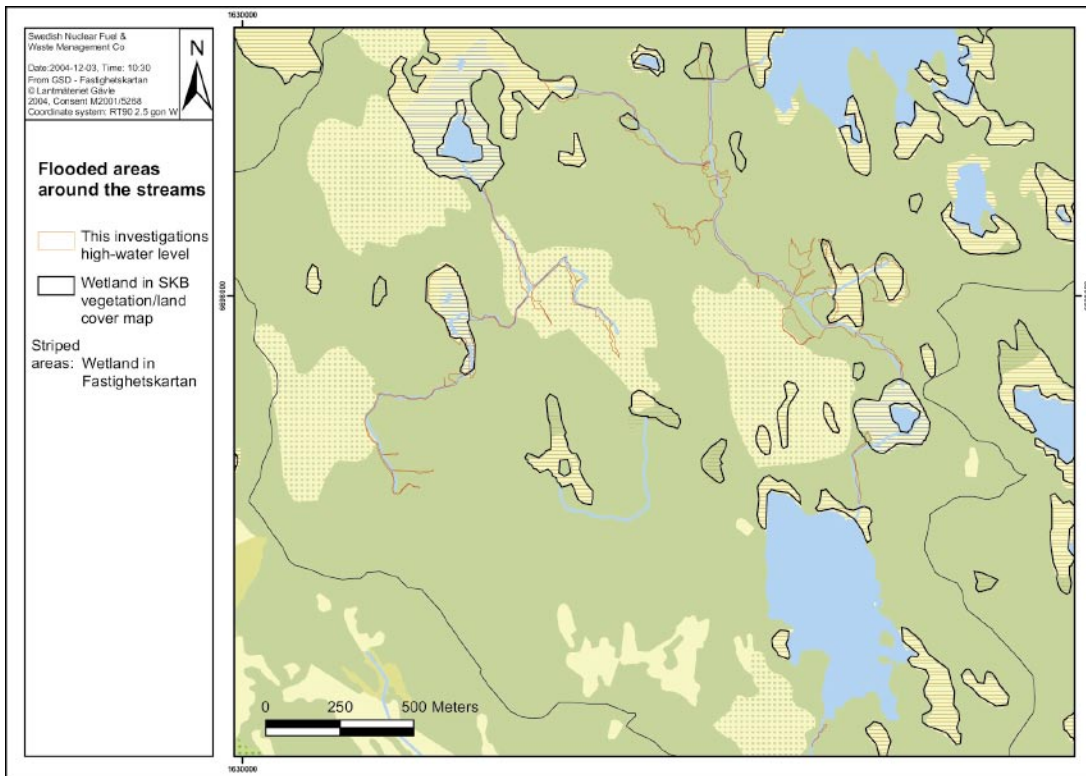 1630000
Swedish Nuclear Fuel &
Waste Management Co
N
Date:2004-12-03, Time: 10:30
From GSD - Fastighetskartan
© Lantmäteriet Gävle
2004, Consent M2001/5268
Coordinate system: RT90 2.5 gon W
Flooded areas
around the streams
This investigations
high-water level
Wetland in SKB
vegetation/land
cover map
Striped
areas: Wetland in
Fastighetskartan
0 250 500 Meters
1630000